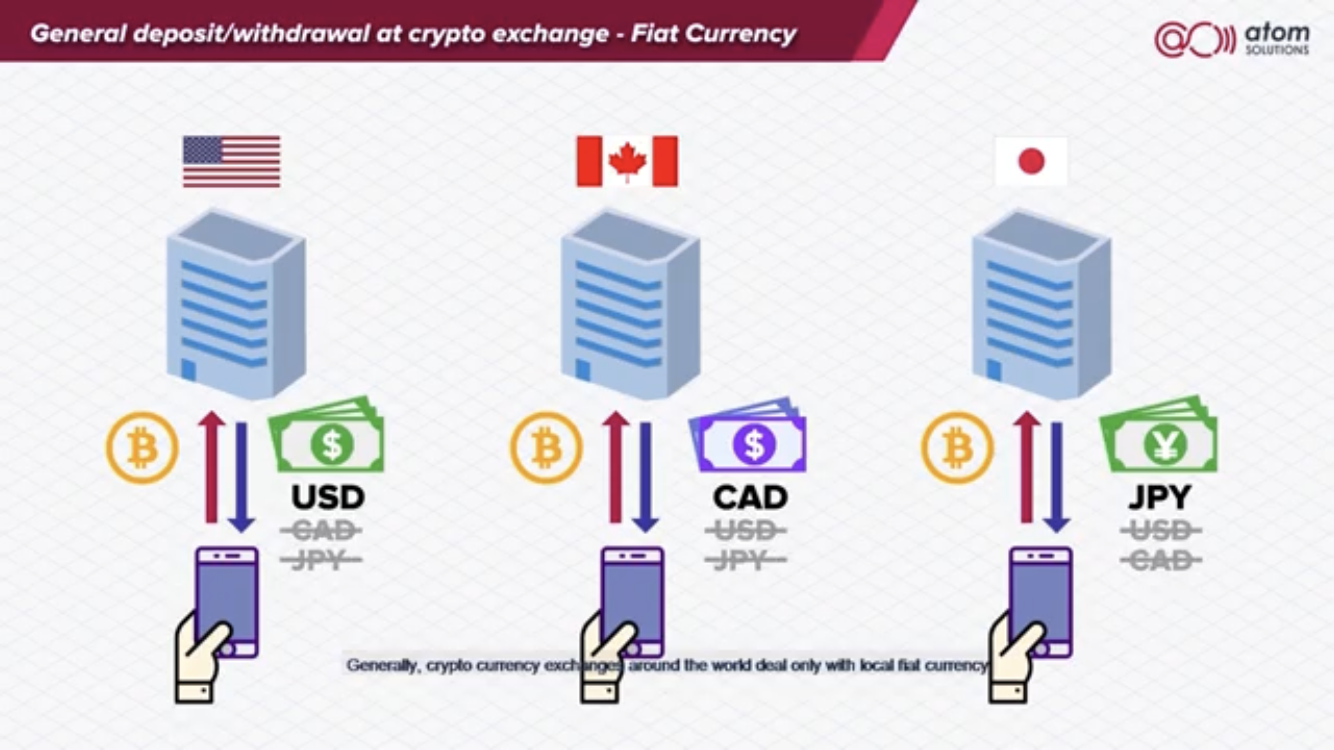 General deposit/withdrawal at crypto exchange - Fiat Currency
atom
SOLUTIONS
USD
CAD
JPY
CAD
USD
JPY
JPY
USD
CAD
Generally, crypto currency exchanges around the world deal only with local fiat currency